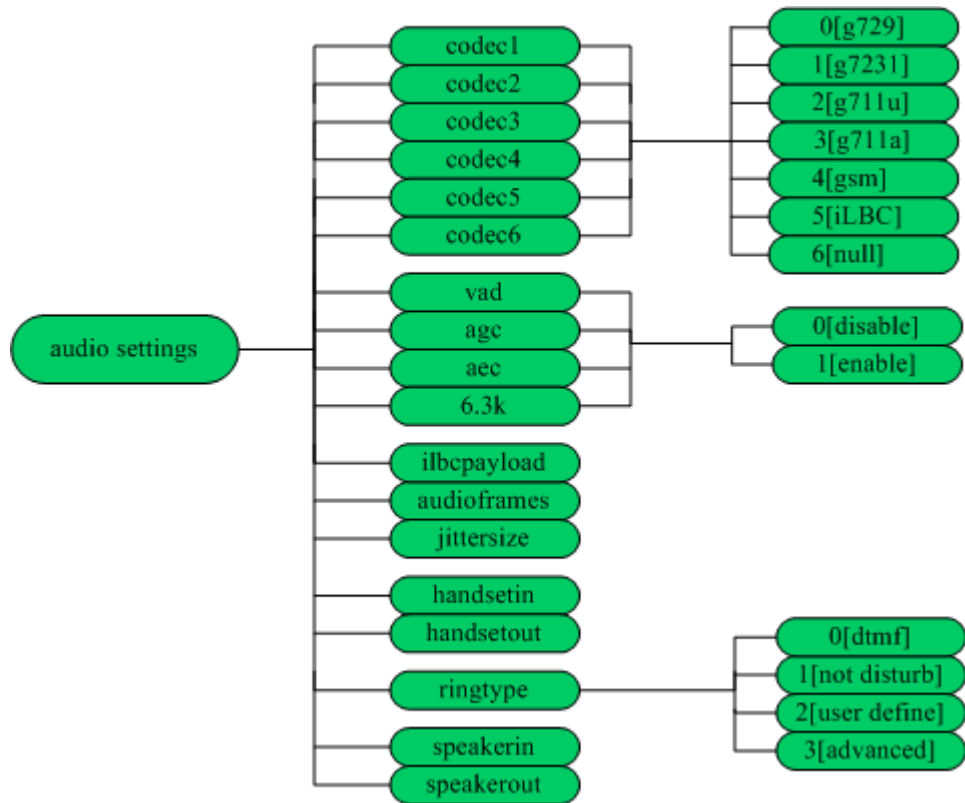 audio settings
codec1
codec2
codec3
codec4
codec5
codec6
vad
agc
aec
6.3k
ilbcpayload
audioframes
jittersize
handsetin
handsetout
ringtype
speakerin
speakerout
0[g729]
1[g7231]
2[g711u]
3[g711a]
4[gsm]
5[iLBC]
6[null]
0[disable]
1[enable]
0[dtmf]
1[not disturb]
2[user define]
3[advanced]